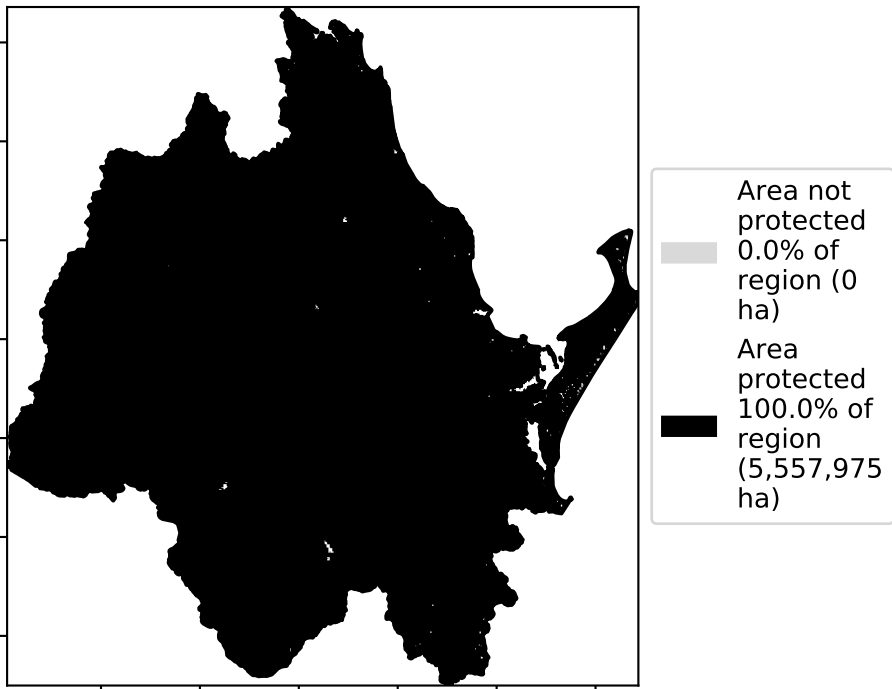 Area not
protected
0.0% of
region (0
ha)
Area
protected
100.0% of
region
(5,557,975
ha)